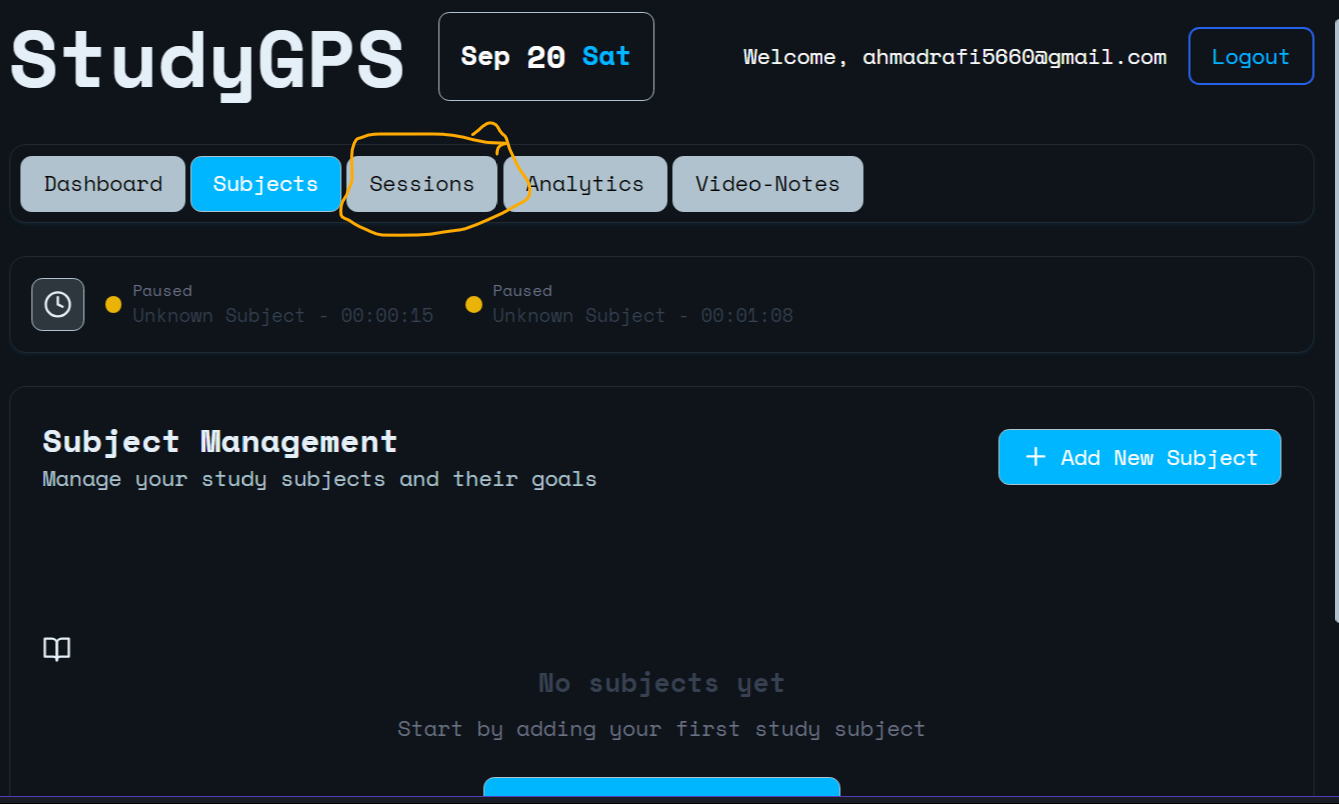 StudyGPS
Sep 20 Sat
Welcome, ahmadrafi5660@gmail.com
Logout
Dashboard
Subjects
Sessions
Analytics
Video-Notes
Paused
Unknown Subject - 00:00:15
Paused
Unknown Subject - 00:01:08
Subject Management
Manage your study subjects and their goals
+ Add New Subject
No subjects yet
Start by adding your first study subject